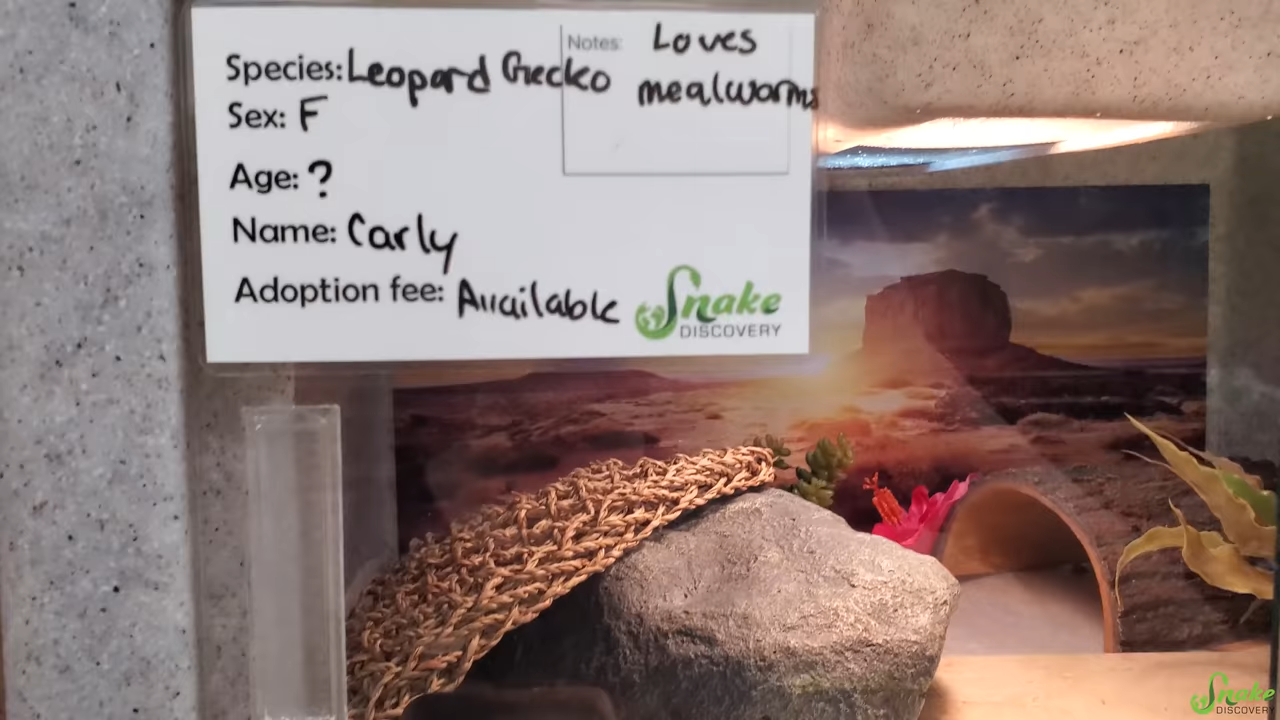 Species: Leopard Gecko
Sex: F
Age: ?
Name: Carly
Adoption fee: Available
Notes: Loves
mealworms
Snake
DISCOVERY
Snake
DISCOVERY